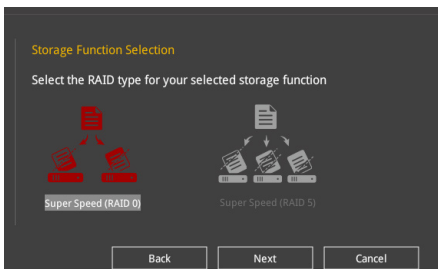 Storage Function Selection
Select the RAID type for your selected storage function
Super Speed (RAID 0)
Super Speed (RAID 5)
Back
Next
Cancel